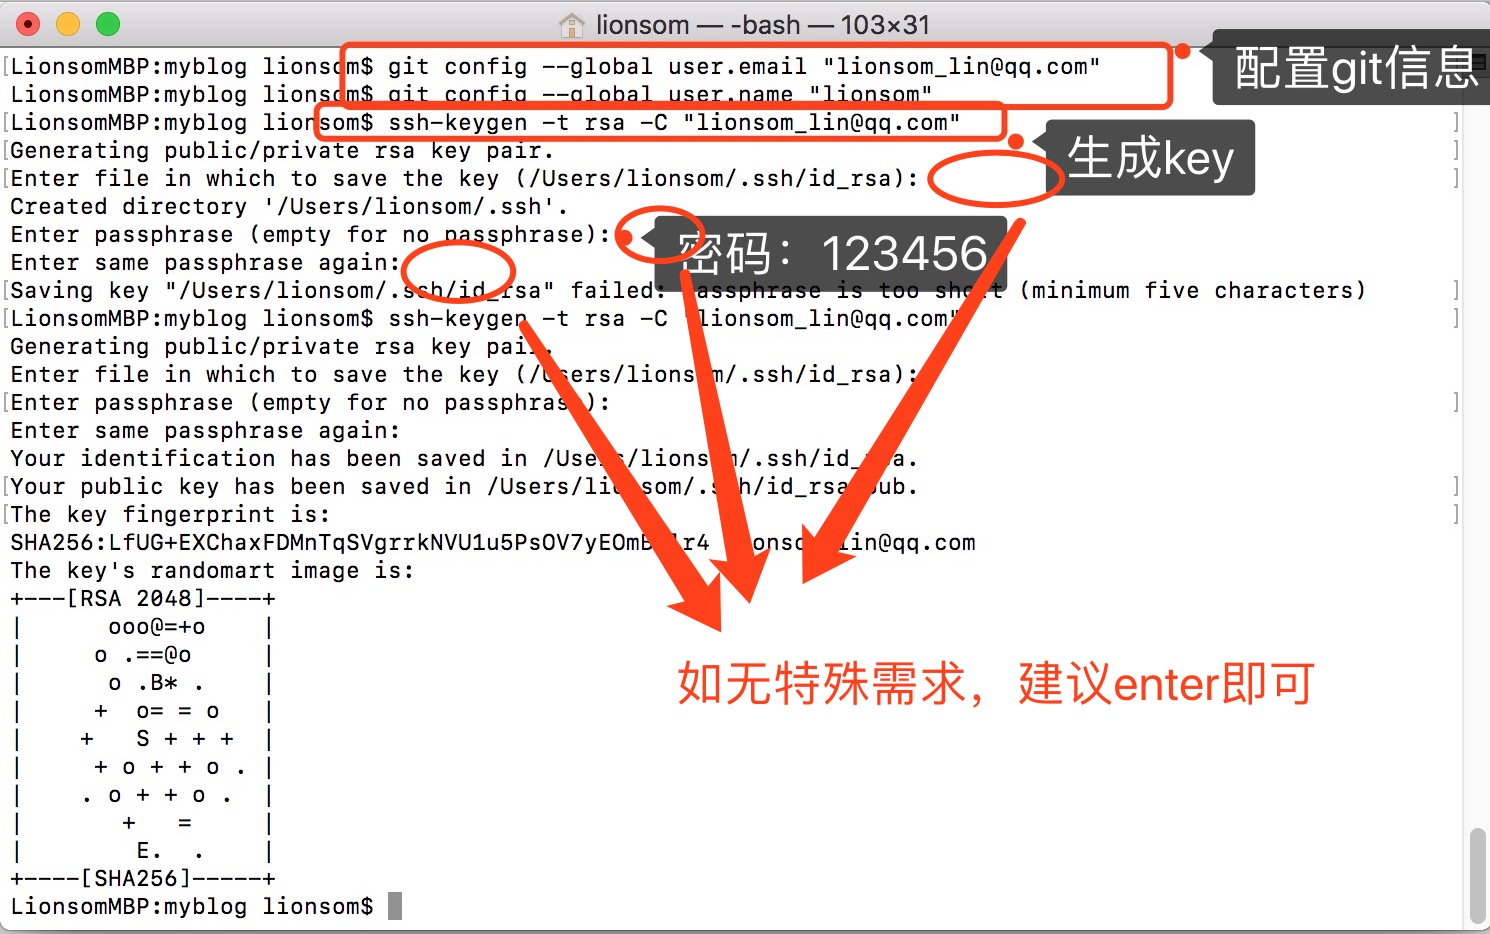 lionsom — -bash — 103×31
LionsomMBP:myblog lionsom$ git config --global user.email "lionsom_lin@qq.com"
配置git信息
LionsomMBP:myblog lionsom$ git config --global user.name "lionsom"
LionsomMBP:myblog lionsom$ ssh-keygen -t rsa -C "lionsom_lin@qq.com"
Generating public/private rsa key pair.
生成key
Enter file in which to save the key (/Users/lionsom/.ssh/id_rsa):
Created directory '/Users/lionsom/.ssh'.
Enter passphrase (empty for no passphrase):
密码：123456
Enter same passphrase again:
Saving key "/Users/lionsom/.ssh/id_rsa" failed: passphrase is too short (minimum five characters)
LionsomMBP:myblog lionsom$ ssh-keygen -t rsa -C "lionsom_lin@qq.com"
Generating public/private rsa key pair.
Enter file in which to save the key (/Users/lionsom/.ssh/id_rsa):
Enter passphrase (empty for no passphrase):
Enter same passphrase again:
Your identification has been saved in /Users/lionsom/.ssh/id_rsa.
Your public key has been saved in /Users/lionsom/.ssh/id_rsa.pub.
The key fingerprint is:
lionsom_lin@qq.com
The key's randomart image is:
+---[RSA 2048]----+
|      ooo@=+o    |
|     o .==@o     |
|      o .B* .    |
|     +  o= = o   |
|    +   S + + +  |
|     + o + + o . |
|    . o + + o .  |
|       +   =     |
|        E.  .    |
+----[SHA256]-----+
LionsomMBP:myblog lionsom$
如无特殊需求，建议enter即可